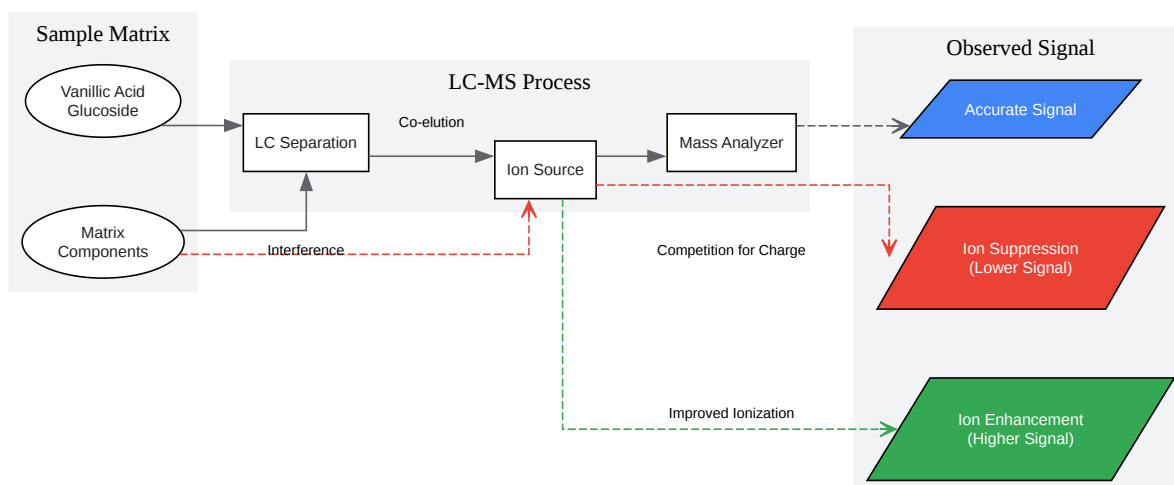 Sample Matrix
Vanillic Acid
Glucoside
Matrix
Components
LC-MS Process
LC Separation
Co-elution
Ion Source
Mass Analyzer
Interference
Competition for Charge
Improved Ionization
Observed Signal
Accurate Signal
Ion Suppression
(Lower Signal)
Ion Enhancement
(Higher Signal)